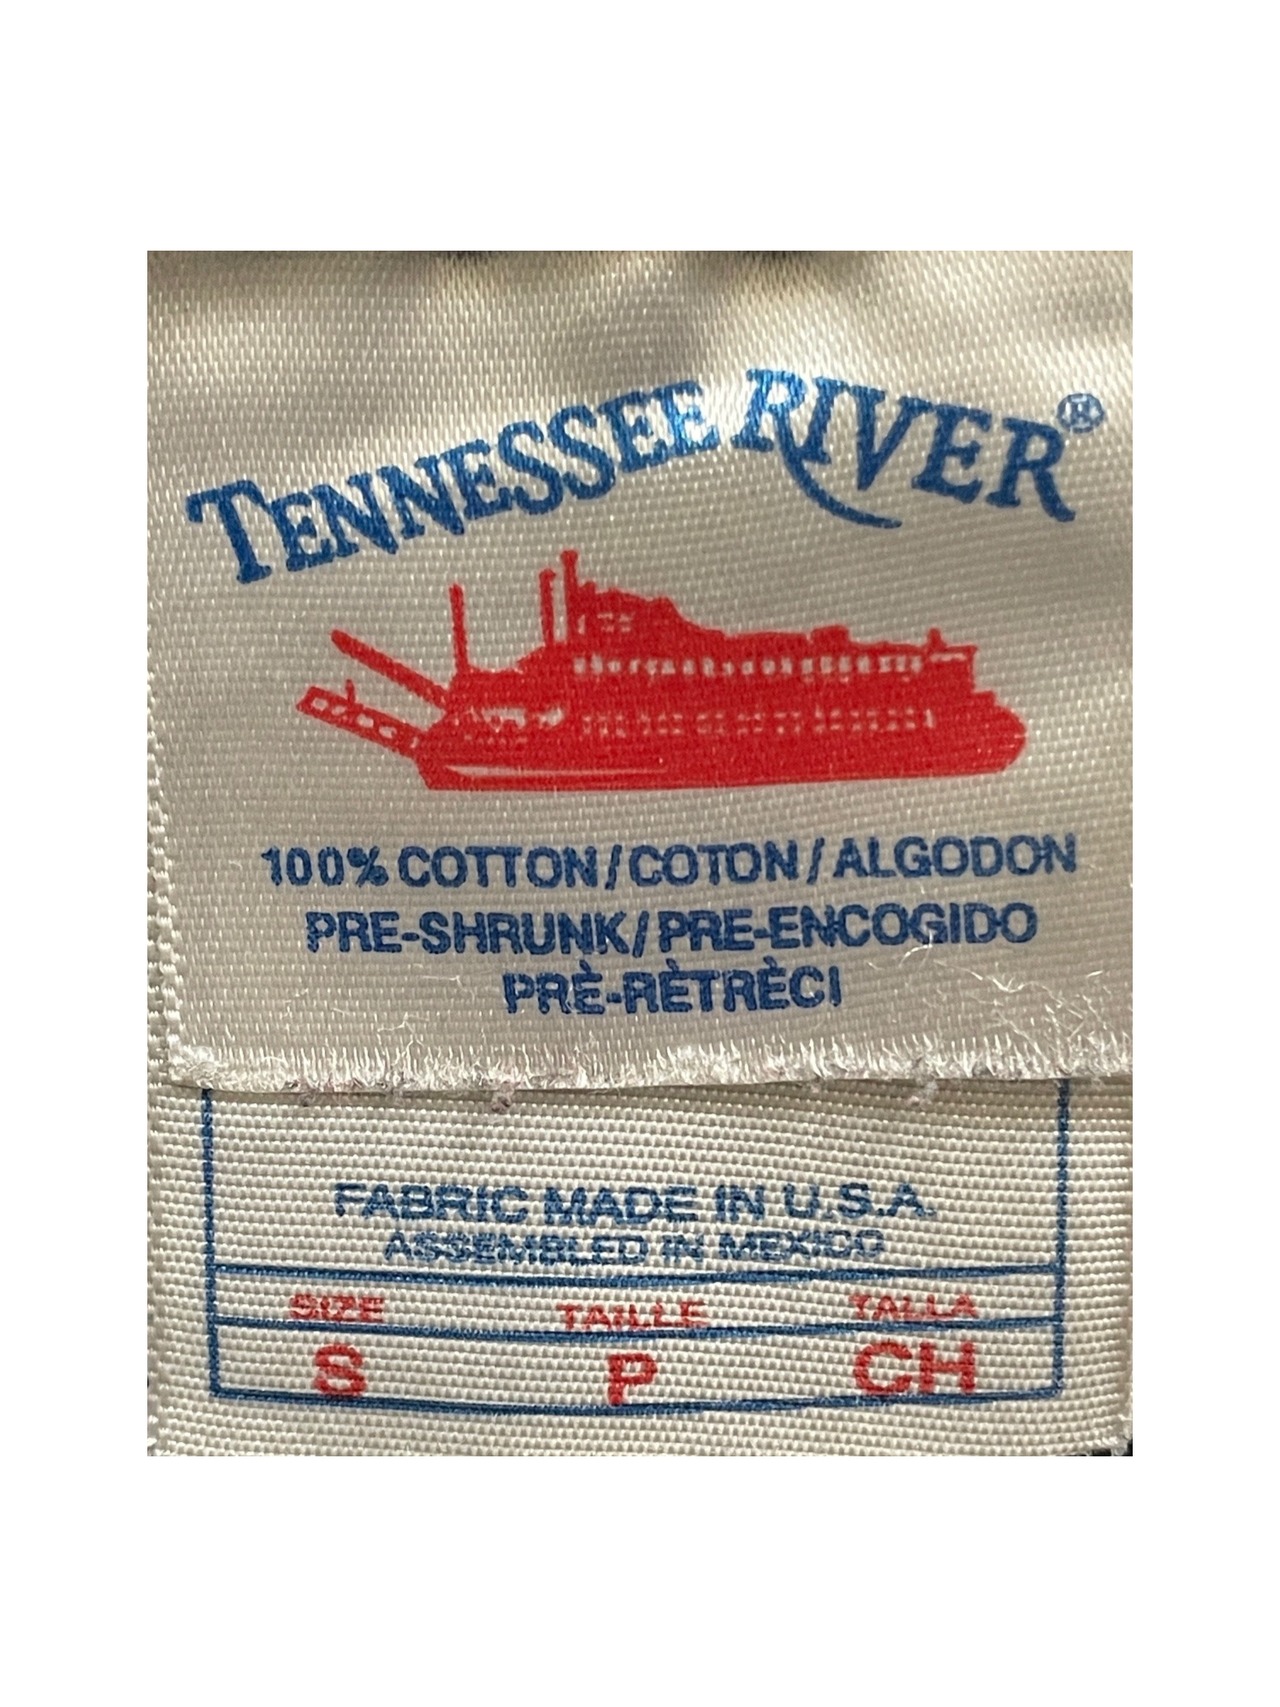 TENNESSEE RIVER®
100% COTTON/COTON/ALGODON
PRE-SHRUNK/PRE-ENCOGIDO
PRÈ-RÈTRÈCI
FABRIC MADE IN U.S.A.
ASSEMBLED IN MEXICO
SIZE TAILLE TALLA
S P CH